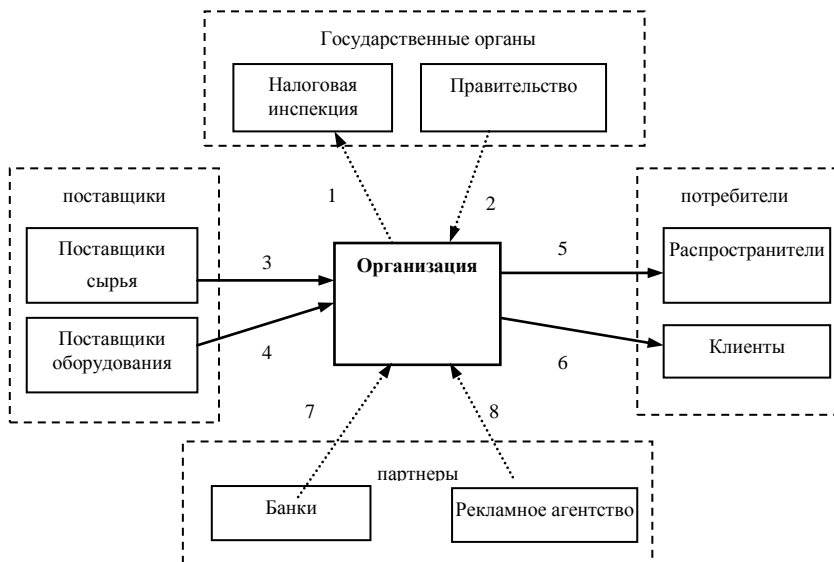 Государственные органы
Налоговая
инспекция
Правительство
1
2
поставщики
Поставщики
сырья
Поставщики
оборудования
3
4
Организация
5
6
потребители
Распространители
Клиенты
7
8
партнеры
Банки
Рекламное агентство